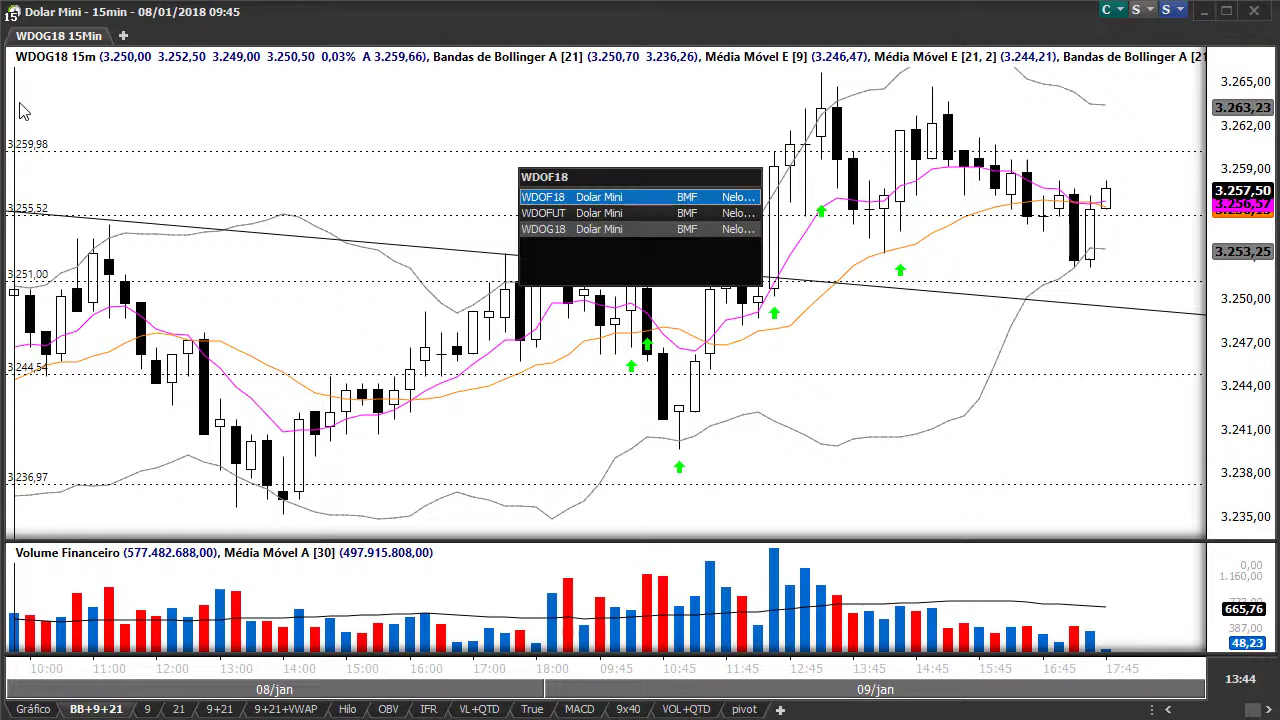 15 Dolar Mini - 15min - 08/01/2018 09:45
C S S
WDOG18 15Min
WDOG18 15m (3.250,00 3.252,50 3.249,00 3.250,50 0,03% A 3.259,66), Bandas de Bollinger A [21] (3.250,70 3.236,26), Média Móvel E [9] (3.246,47), Média Móvel E [21, 2] (3.244,21), Bandas de Bollinger A [21
3.265,00
3.263,23
3.262,00
3.259,98
3.259,00
WDOF18
WDOF18 Dolar Mini BMF Nelo...
WDOFUT Dolar Mini BMF Nelo...
WDOG18 Dolar Mini BMF Nelo...
3.257,50
3.256,57
3.255,52
3.253,25
3.251,00
3.250,00
3.247,00
3.244,54
3.244,00
3.241,00
3.238,00
3.236,97
3.235,00
Volume Financeiro (577.482.688,00), Média Móvel A [30] (497.915.808,00)
0,00
1.160,00
665,76
387,00
48,23
10:00 11:00 12:00 13:00 14:00 15:00 16:00 17:00 18:00 09:45 10:45 11:45 12:45 13:45 14:45 15:45 16:45 17:45
13:44
08/jan 09/jan
Gráfico BB+9+21 9 21 9+21 9+21+VWAP Hilo OBV IFR VL+QTD True MACD 9x40 VOL+QTD pivot